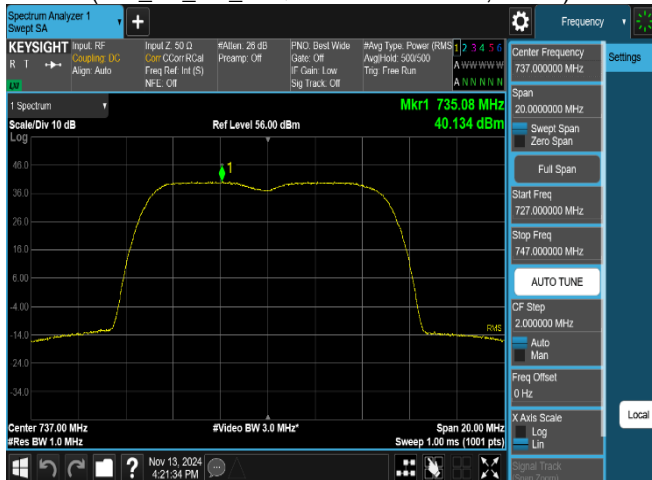 Spectrum Analyzer 1
Swept SA
+
Frequency
KEYSIGHT
R T
LXI
Input: RF
Coupling: DC
Align: Auto
Input Z: 50 Ω
Corr CCorr RCal
Freq Ref: Int (S)
NFE: Off
#Atten: 26 dB
Preamp: Off
PNO: Best Wide
Gate: Off
IF Gain: Low
Sig Track: Off
#Avg Type: Power (RMS
Avg|Hold: 500/500
Trig: Free Run
1 2 3 4 5 6
A WW WW W
A N N N N N
1 Spectrum
Scale/Div 10 dB
Log
Ref Level 56.00 dBm
Mkr1 735.08 MHz
40.134 dBm
1
46.0
36.0
26.0
16.0
6.00
-4.00
-14.0
-24.0
-34.0
RMS
Center 737.00 MHz
#Res BW 1.0 MHz
#Video BW 3.0 MHz*
Span 20.00 MHz
Sweep 1.00 ms (1001 pts)
Nov 13, 2024
4:21:34 PM
?
Center Frequency
737.000000 MHz
Settings
Span
20.0000000 MHz
Swept Span
Zero Span
Full Span
Start Freq
727.000000 MHz
Stop Freq
747.000000 MHz
AUTO TUNE
CF Step
2.000000 MHz
Auto
Man
Freq Offset
0 Hz
X Axis Scale
Log
Lin
Local
Signal Track
(Span Zoom)